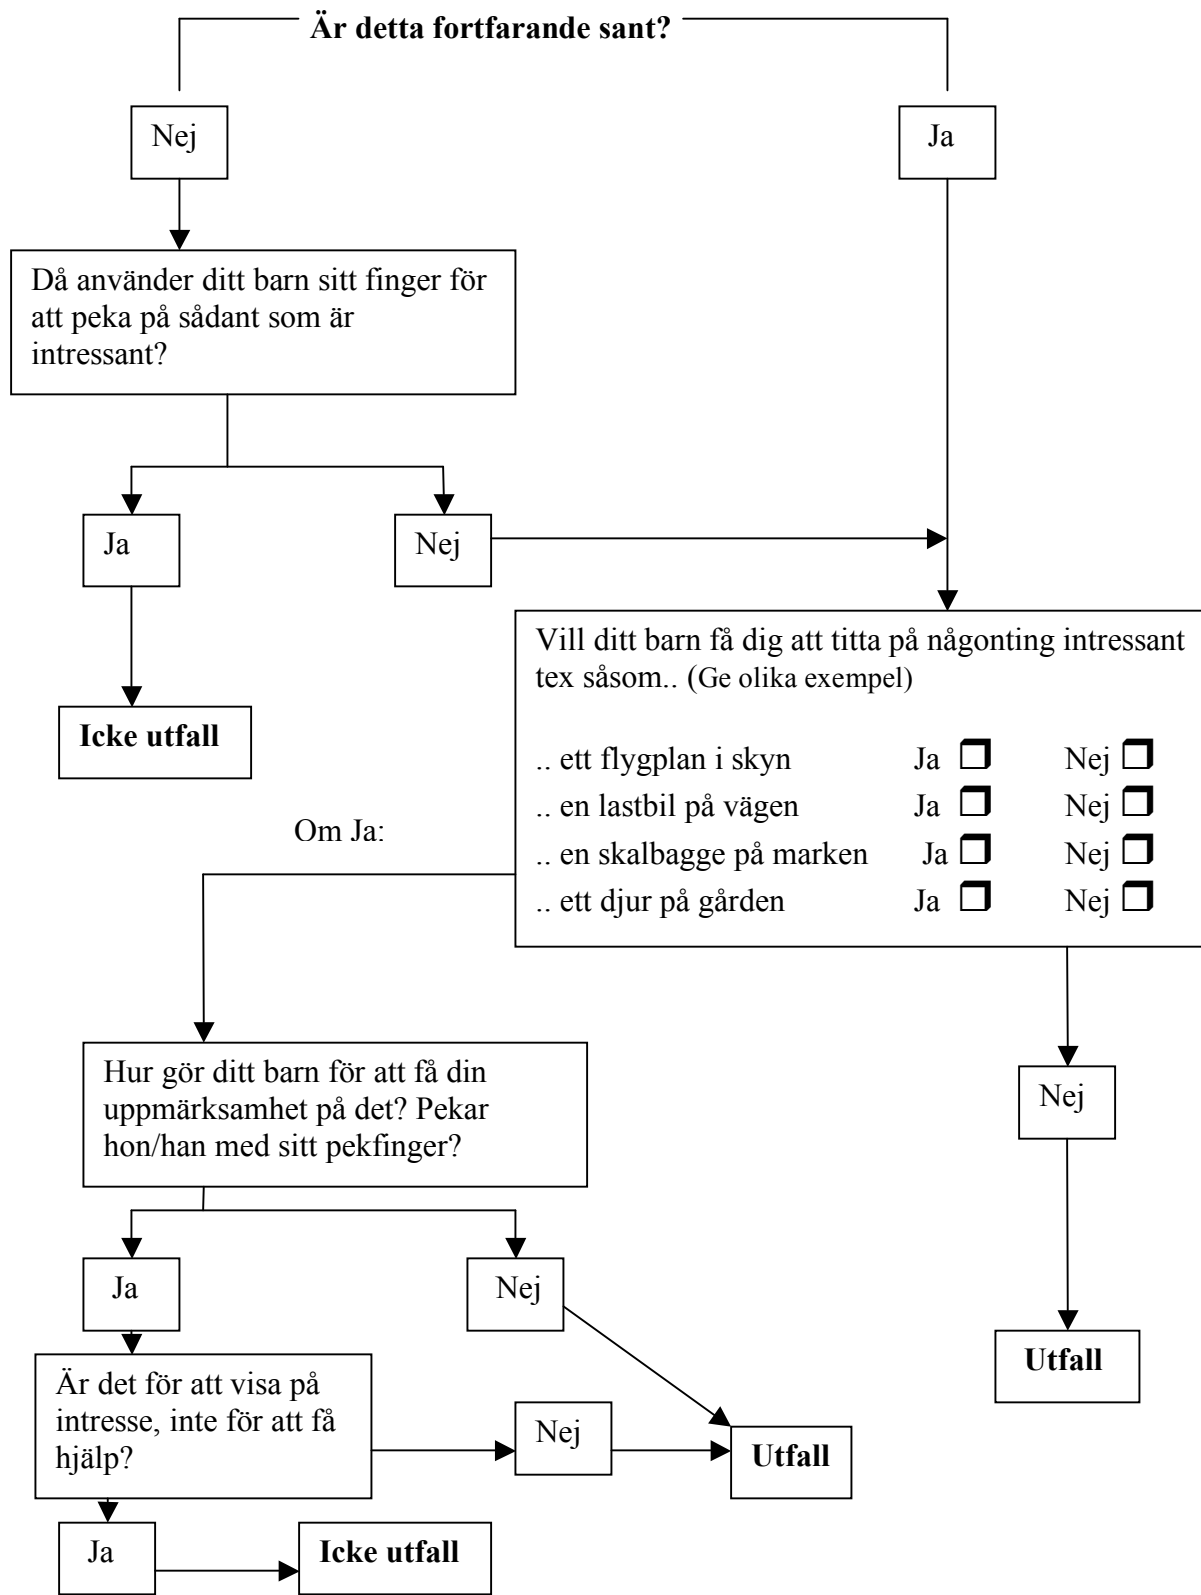 Är detta fortfarande sant?
Nej
Ja
Då använder ditt barn sitt finger för
att peka på sådant som är
intressant?
Ja
Nej
Icke utfall
Vill ditt barn få dig att titta på någonting intressant
tex såsom.. (Ge olika exempel)
.. ett flygplan i skyn Ja Nej
.. en lastbil på vägen Ja Nej
.. en skalbagge på marken Ja Nej
.. ett djur på gården Ja Nej
Om Ja:
Hur gör ditt barn för att få din
uppmärksamhet på det? Pekar
hon/han med sitt pekfinger?
Nej
Ja
Nej
Utfall
Är det för att visa på
intresse, inte för att få
hjälp?
Nej
Utfall
Ja
Icke utfall